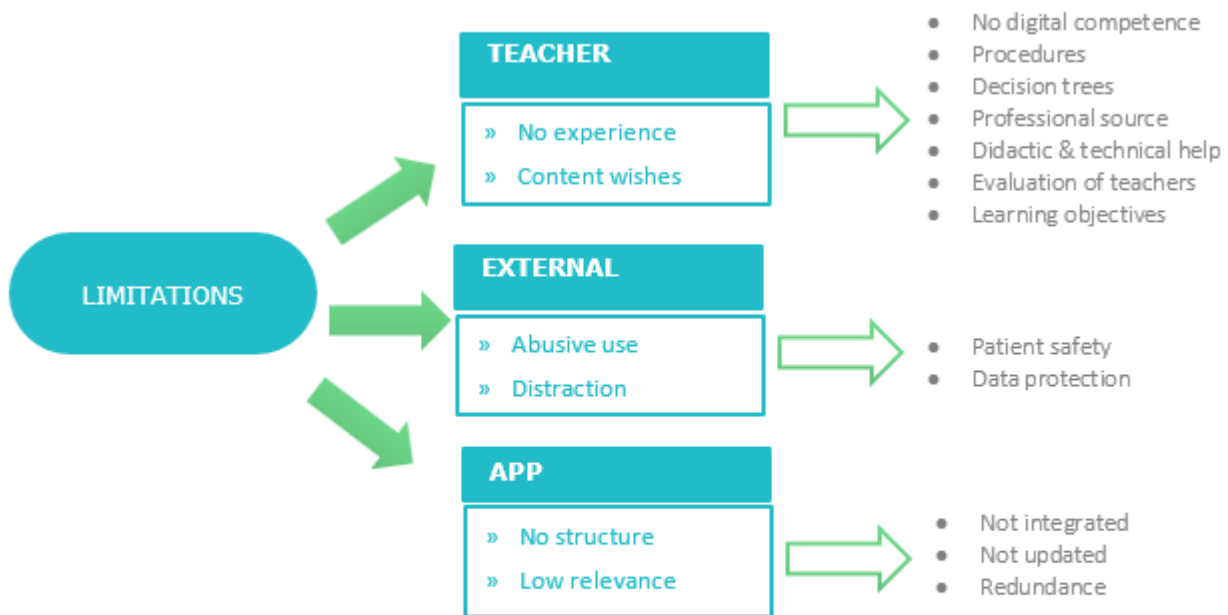 LIMITATIONS
TEACHER
» No experience
» Content wishes
● No digital competence
● Procedures
● Decision trees
● Professional source
● Didactic & technical help
● Evaluation of teachers
● Learning objectives
EXTERNAL
» Abusive use
» Distraction
● Patient safety
● Data protection
APP
» No structure
» Low relevance
● Not integrated
● Not updated
● Redundance